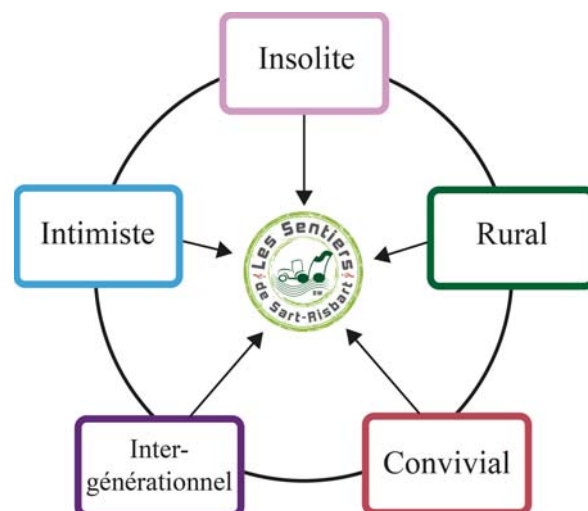 Insolite
Intimiste
Rural
Les Sentiers
de Sart-Risbart
Inter-
générationnel
Convivial